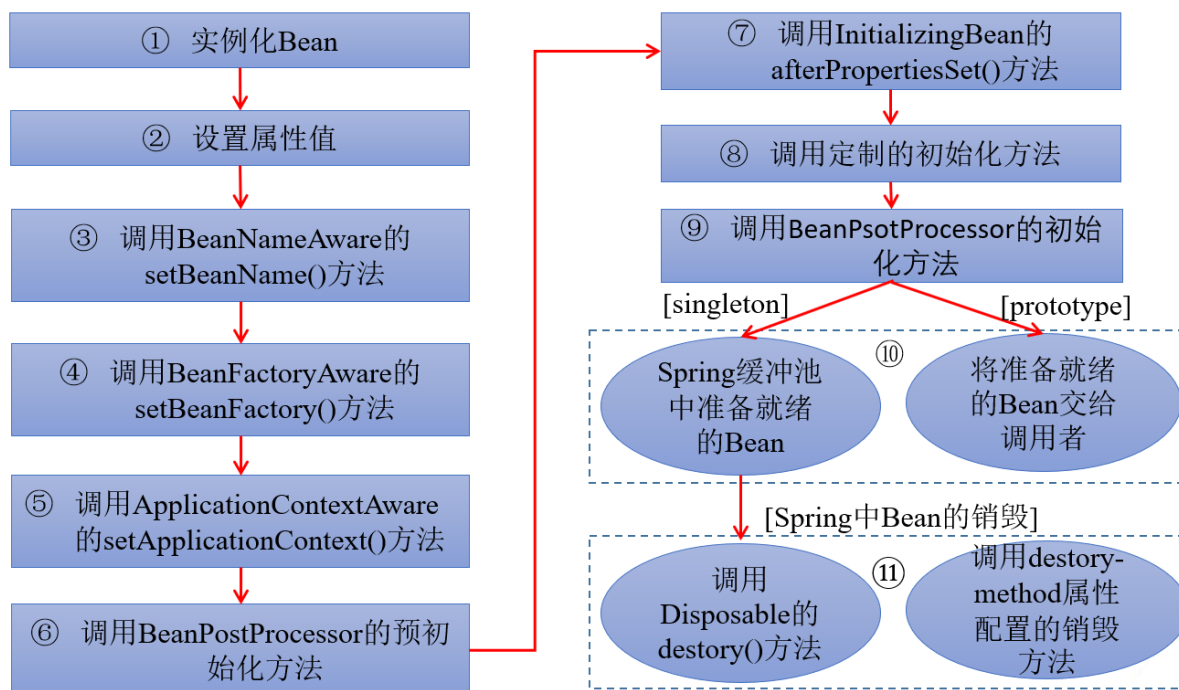 ① 实例化Bean
② 设置属性值
③ 调用BeanNameAware的
setBeanName()方法
④ 调用BeanFactoryAware的
setBeanFactory()方法
⑤ 调用ApplicationContextAware
的setApplicationContext()方法
⑥ 调用BeanPostProcessor的预初
始化方法
⑦ 调用InitializingBean的
afterPropertiesSet()方法
⑧ 调用定制的初始化方法
⑨ 调用BeanPsotProcessor的初始
化方法
[singleton]
[prototype]
⑩
Spring缓冲池
中准备就绪
的Bean
将准备就绪
的Bean交给
调用者
[Spring中Bean的销毁]
⑪
调用
Disposable的
destory()方法
调用destory-
method属性
配置的销毁
方法